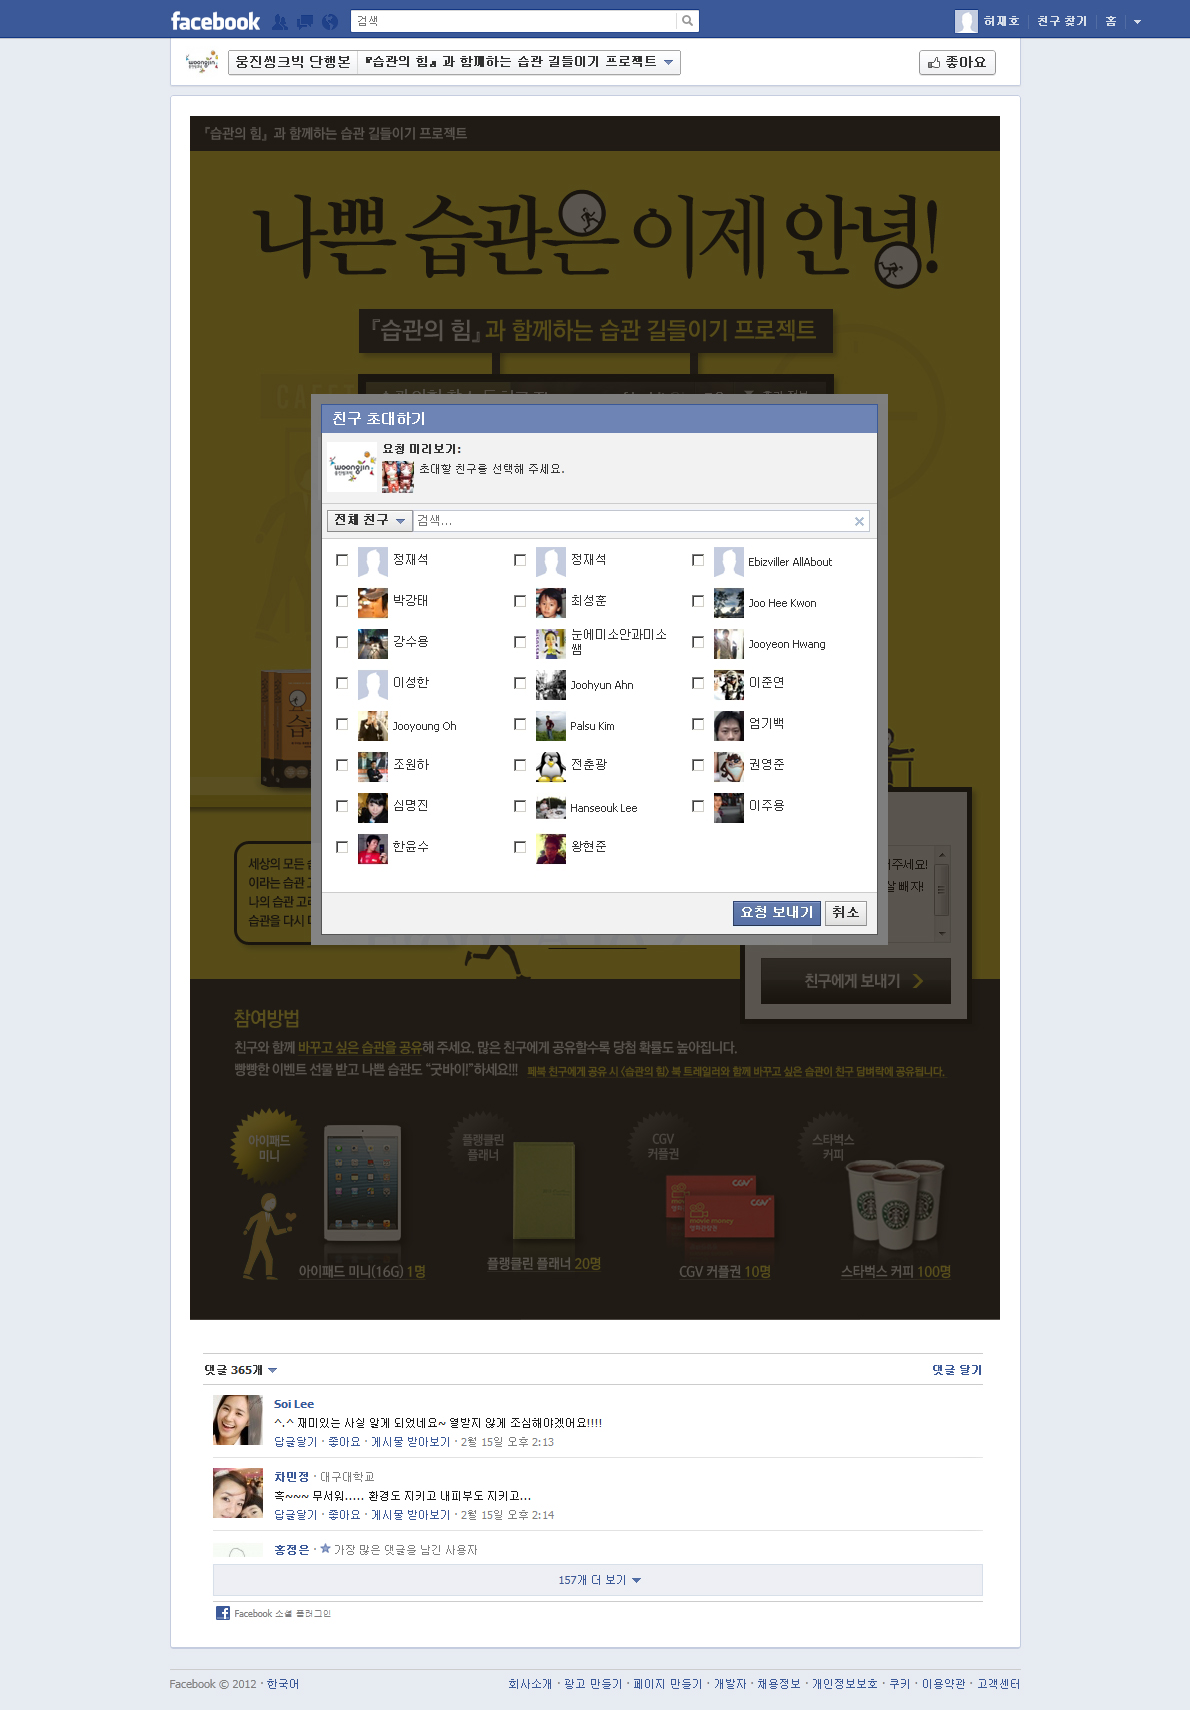 facebook
검색
허재호
친구 찾기
홈
woongjin
웅진씽크빅 단행본
『습관의 힘』 과 함께하는 습관 길들이기 프로젝트
좋아요
『습관의 힘』 과 함께하는 습관 길들이기 프로젝트
나쁜 습관은 이제 안녕!
『습관의 힘』과 함께하는 습관 길들이기 프로젝트
친구 초대하기
요청 미리보기:
woongjin
초대할 친구를 선택해 주세요.
전체 친구
검색...
정재석
정재석
Ebizviller AllAbout
박강태
최성훈
Joo Hee Kwon
강수용
눈에미소안과미소
쌤
Jooyeon Hwang
이성한
Joohyun Ahn
이준연
Jooyoung Oh
Palsu Kim
엄기백
조원하
전훈광
권영준
심명진
Hanseouk Lee
이주용
한윤수
왕현준
요청 보내기
취소
세상의 모든 습
이라는 습관 고
나의 습관 고리
습관을 다시 디
어주세요!
살 빼자!
친구에게 보내기
참여방법
친구와 함께 바꾸고 싶은 습관을 공유해 주세요. 많은 친구에게 공유할수록 당첨 확률도 높아집니다.
빵빵한 이벤트 선물 받고 나쁜 습관도 “굿바이!”하세요!!! 페북 친구에게 공유 시 <습관의 힘> 북 트레일러와 함께 바꾸고 싶은 습관이 친구 담벼락에 공유됩니다.
아이패드
미니
플랭클린
플래너
CGV
커플권
스타벅스
커피
아이패드 미니(16G) 1명
플랭클린 플래너 20명
CGV 커플권 10명
스타벅스 커피 100명
댓글 365개
댓글 달기
Soi Lee
^.^ 재미있는 사실 알게 되었네요~ 열받지 않게 조심해야겠어요!!!!
답글달기 · 좋아요 · 게시물 받아보기 · 2월 15일 오후 2:13
차민정 · 대구대학교
흑~~~ 무서워..... 환경도 지키고 내피부도 지키고...
답글달기 · 좋아요 · 게시물 받아보기 · 2월 15일 오후 2:14
홍정은 · 가장 많은 댓글을 남긴 사용자
157개 더 보기
Facebook 소셜 플러그인
Facebook © 2012 · 한국어
회사소개 · 광고 만들기 · 페이지 만들기 · 개발자 · 채용정보 · 개인정보보호 · 쿠키 · 이용약관 · 고객센터